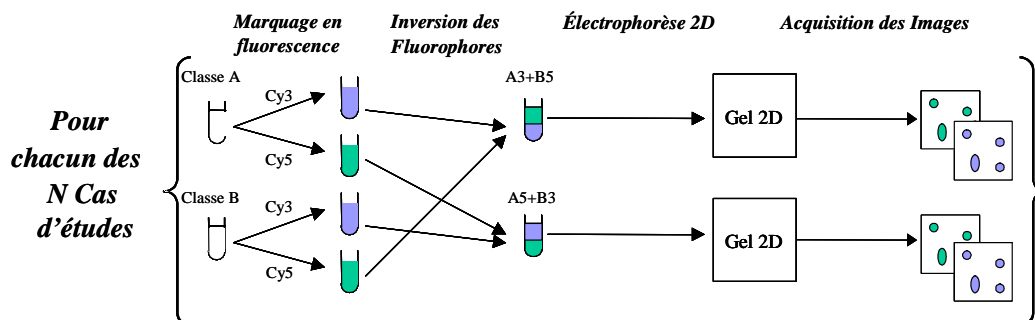 Marquage en
fluorescence
Inversion des
Fluorophores
Électrophorèse 2D
Acquisition des Images
Pour
chacun des
N Cas
d'études
Classe A
Cy3
Cy5
Classe B
Cy3
Cy5
A3+B5
A5+B3
Gel 2D
Gel 2D